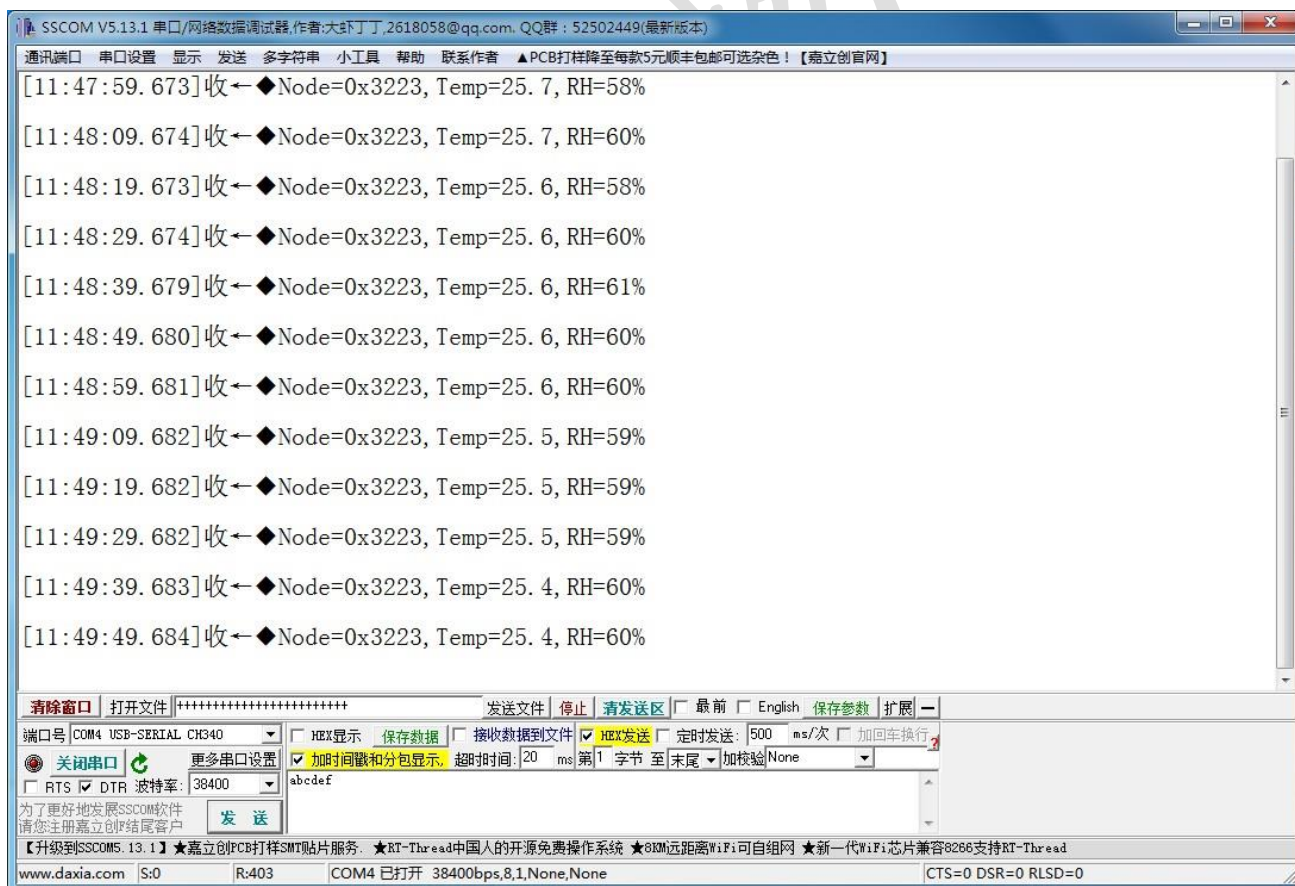 SSCOM V5.13.1 串口/网络数据调试器,作者:大虾丁丁,2618058@qq.com. QQ群：52502449(最新版本)
通讯端口 串口设置 显示 发送 多字符串 小工具 帮助 联系作者 ▲PCB打样降至每款5元顺丰包邮可选杂色！【嘉立创官网】
[11:47:59.673]收←◆Node=0x3223,Temp=25.7,RH=58%
[11:48:09.674]收←◆Node=0x3223,Temp=25.7,RH=60%
[11:48:19.673]收←◆Node=0x3223,Temp=25.6,RH=58%
[11:48:29.674]收←◆Node=0x3223,Temp=25.6,RH=60%
[11:48:39.679]收←◆Node=0x3223,Temp=25.6,RH=61%
[11:48:49.680]收←◆Node=0x3223,Temp=25.6,RH=60%
[11:48:59.681]收←◆Node=0x3223,Temp=25.6,RH=60%
[11:49:09.682]收←◆Node=0x3223,Temp=25.5,RH=59%
[11:49:19.682]收←◆Node=0x3223,Temp=25.5,RH=59%
[11:49:29.682]收←◆Node=0x3223,Temp=25.5,RH=59%
[11:49:39.683]收←◆Node=0x3223,Temp=25.4,RH=60%
[11:49:49.684]收←◆Node=0x3223,Temp=25.4,RH=60%
清除窗口 打开文件 ++++++++++++++++++++++++ 发送文件 停止 清发送区 最前 English 保存参数 扩展 —
端口号 COM4 USB-SERIAL CH340 HEX显示 保存数据 接收数据到文件 HEX发送 定时发送: 500 ms/次 加回车换行 ?
关闭串口 更多串口设置 加时间戳和分包显示, 超时时间: 20 ms 第 1 字节 至 末尾 加校验 None
RTS DTR 波特率: 38400 abcdef
为了更好地发展SSCOM软件
请您注册嘉立创F结尾客户 发 送
【升级到SSCOM5.13.1】★嘉立创PCB打样SMT贴片服务. ★RT-Thread中国人的开源免费操作系统 ★8KM远距离WiFi可自组网 ★新一代WiFi芯片兼容8266支持RT-Thread
www.daxia.com S:0 R:403 COM4 已打开 38400bps,8,1,None,None CTS=0 DSR=0 RLSD=0